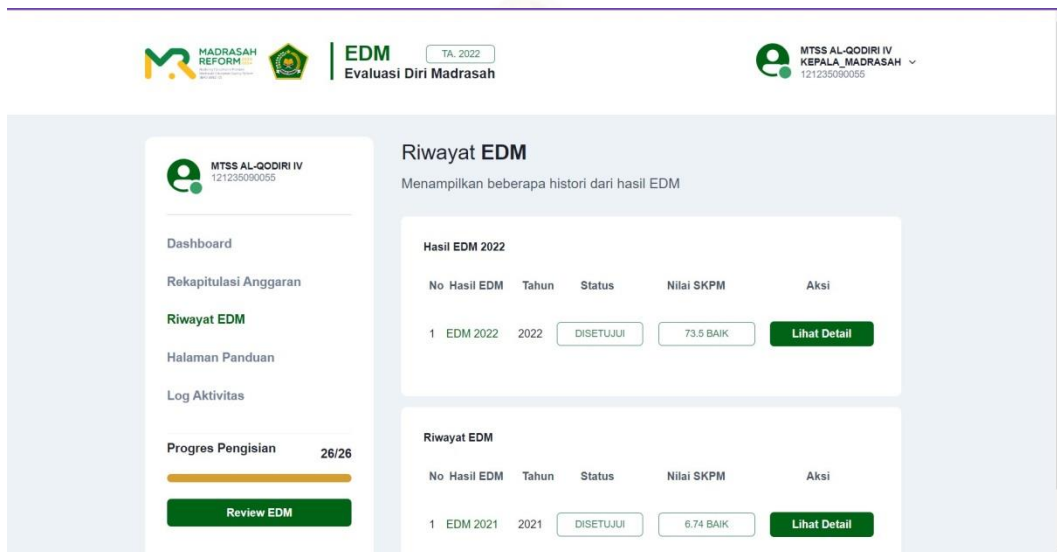 MADRASAH
REFORM
EDM
TA. 2022
Evaluasi Diri Madrasah
MTSS AL-QODIRI IV
KEPALA_MADRASAH
121235090055
MTSS AL-QODIRI IV
121235090055
Dashboard
Rekapitulasi Anggaran
Riwayat EDM
Halaman Panduan
Log Aktivitas
Progres Pengisian 26/26
Review EDM
Riwayat EDM
Menampilkan beberapa histori dari hasil EDM
Hasil EDM 2022
No Hasil EDM Tahun Status Nilai SKPM Aksi
1 EDM 2022 2022 DISETUJUI 73.5 BAIK Lihat Detail
Riwayat EDM
No Hasil EDM Tahun Status Nilai SKPM Aksi
1 EDM 2021 2021 DISETUJUI 6.74 BAIK Lihat Detail